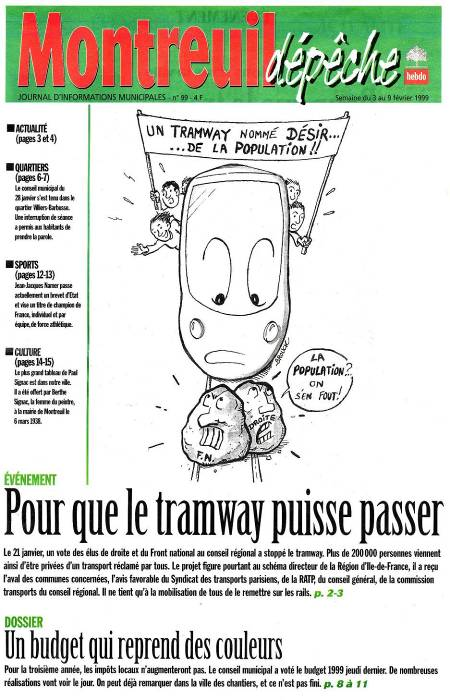 Montreuil
dépêche
hebdo
JOURNAL D'INFORMATIONS MUNICIPALES - n° 99 - 4 F
Semaine du 3 au 9 février 1999
ACTUALITÉ
(pages 3 et 4)
QUARTIERS
(pages 6-7)
Le conseil municipal du
28 janvier s'est tenu dans le
quartier Villiers-Barbusse.
Une interruption de séance
a permis aux habitants de
prendre la parole.
SPORTS
(pages 12-13)
Jean-Jacques Namer passe
actuellement un brevet d'Etat
et vise un titre de champion de
France, individuel et par
équipe, de force athlétique.
CULTURE
(pages 14-15)
Le plus grand tableau de Paul
Signac est dans notre ville.
Il a été offert par Berthe
Signac, la femme du peintre,
à la mairie de Montreuil le
6 mars 1938.
UN TRAMWAY NOMMÉ DÉSIR...
...DE LA POPULATION!!
LA
POPULATION?
ON
S'EN FOUT!
F.N.
DROITE
ÉVÉNEMENT
Pour que le tramway puisse passer
Le 21 janvier, un vote des élus de droite et du Front national au conseil régional a stoppé le tramway. Plus de 200 000 personnes viennent
ainsi d'être privées d'un transport réclamé par tous. Le projet figure pourtant au schéma directeur de la Région d'Ile-de-France, il a reçu
l'aval des communes concernées, l'avis favorable du Syndicat des transports parisiens, de la RATP, du conseil général, de la commission
transports du conseil régional. Il ne tient qu'à la mobilisation de tous de le remettre sur les rails. p. 2-3
DOSSIER
Un budget qui reprend des couleurs
Pour la troisième année, les impôts locaux n'augmenteront pas. Le conseil municipal a voté le budget 1999 jeudi dernier. De nombreuses
réalisations vont voir le jour. On peut déjà remarquer dans la ville des chantiers, et ce n'est pas fini. p. 8 à 11